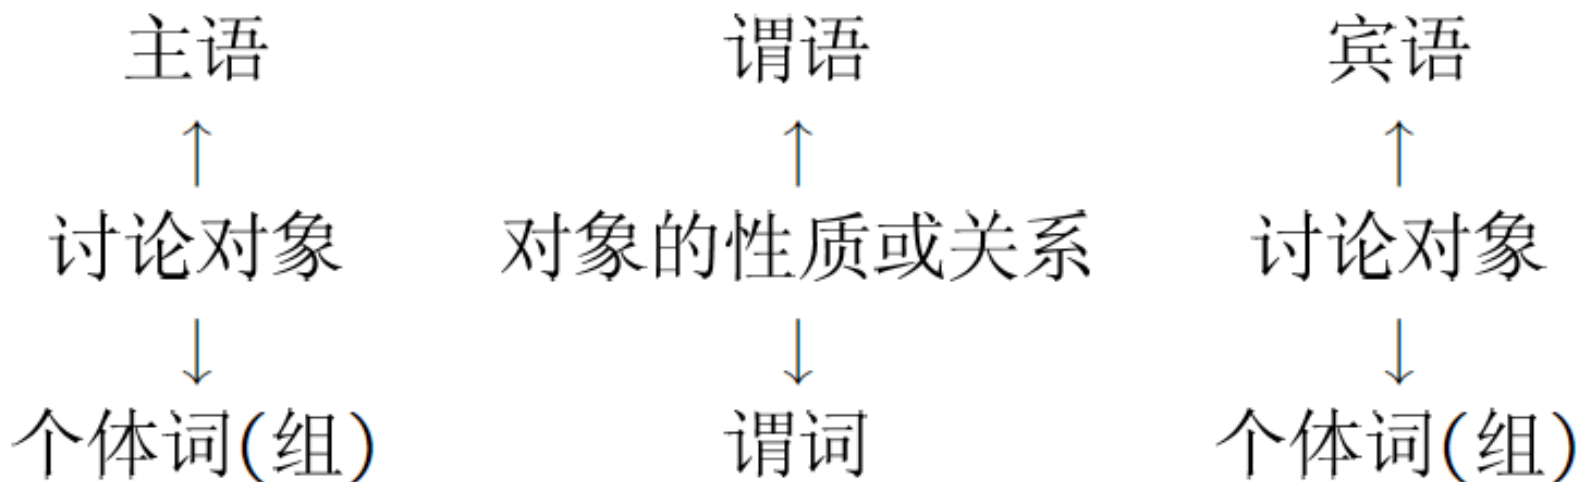 主语 谓语 宾语
↑ ↑ ↑
讨论对象 对象的性质或关系 讨论对象
↓ ↓ ↓
个体词(组) 谓词 个体词(组)